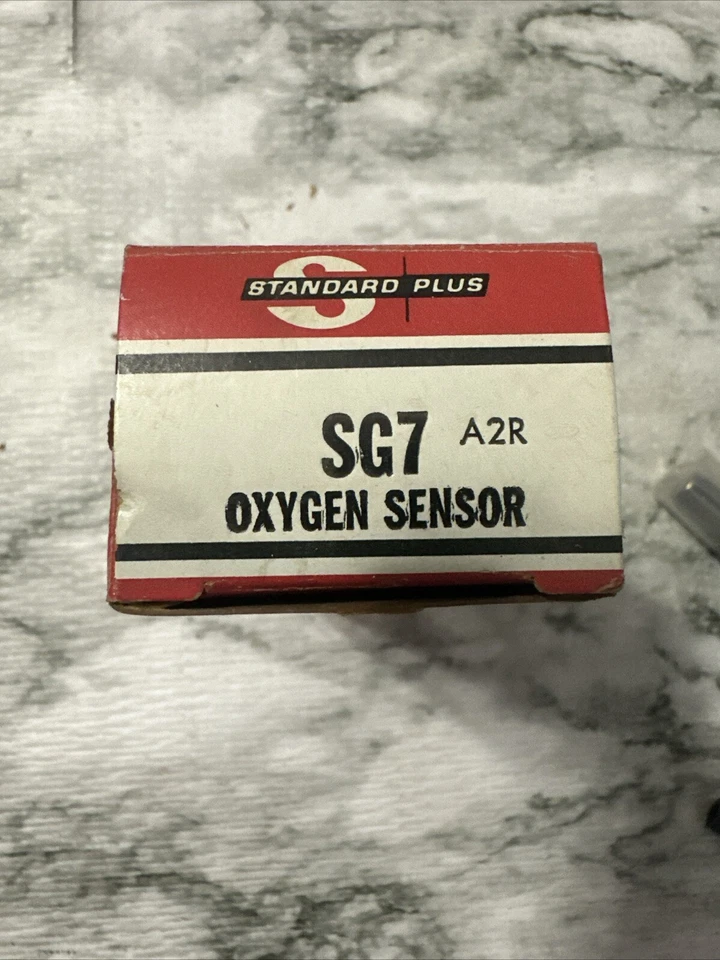 STANDARD PLUS
SG7 A2R
OXYGEN SENSOR